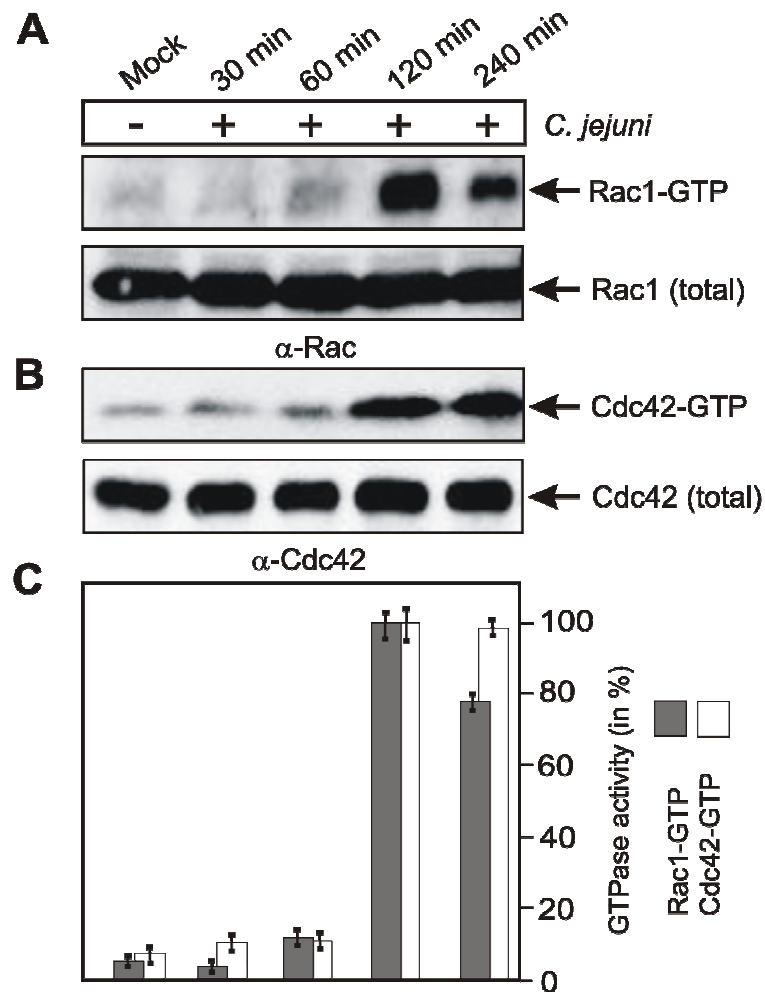 A
Mock 30 min 60 min 120 min 240 min
- + + + + C. jejuni
Rac1-GTP
Rac1 (total)
α-Rac
B
Cdc42-GTP
Cdc42 (total)
α-Cdc42
C
100
80
60
40
20
0
GTPase activity (in %)
Rac1-GTP
Cdc42-GTP